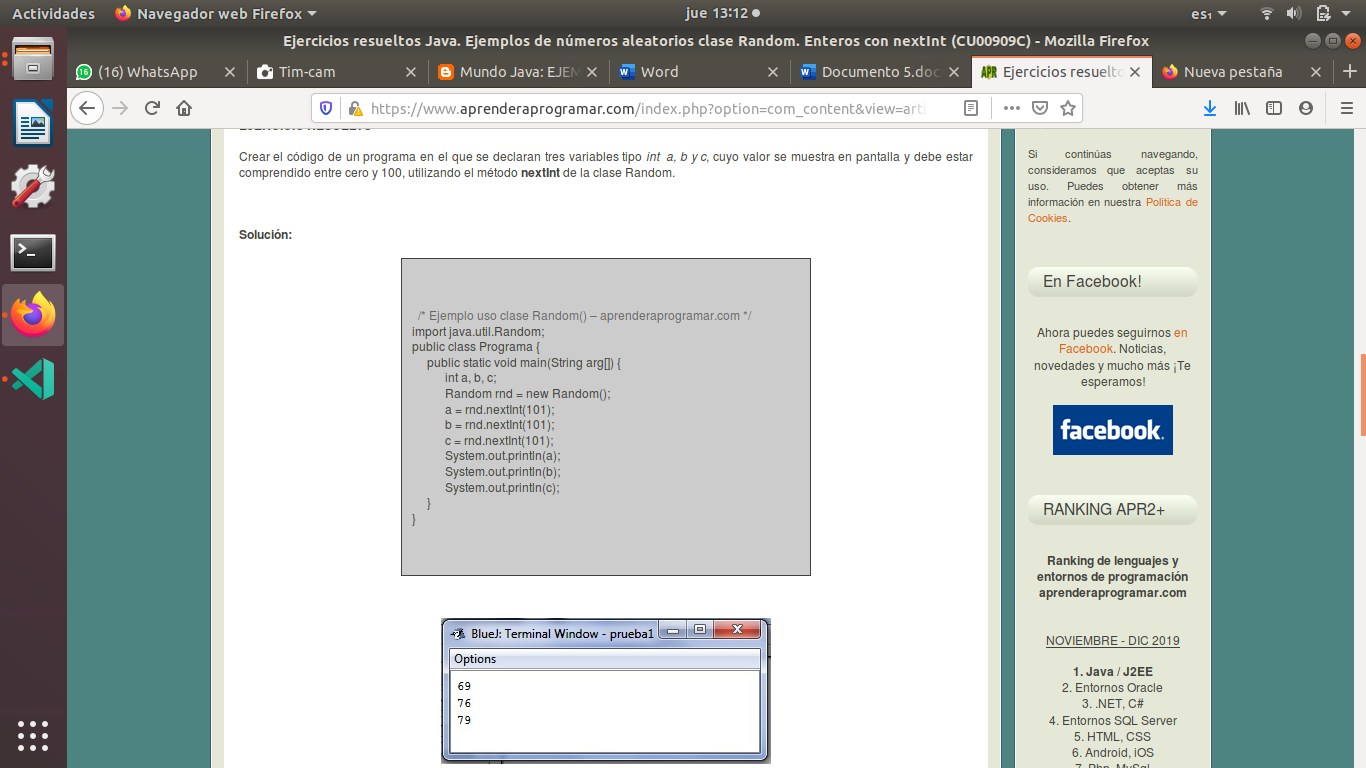 Actividades
Navegador web Firefox
jue 13:12
es₁
Ejercicios resueltos Java. Ejemplos de números aleatorios clase Random. Enteros con nextInt (CU00909C) - Mozilla Firefox
16
(16) WhatsApp
Tim-cam
Mundo Java: EJEM
Word
Documento 5.doc
APR
Ejercicios resuelto
Nueva pestaña
https://www.aprenderaprogramar.com/index.php?option=com_content&view=arti
Crear el código de un programa en el que se declaran tres variables tipo int a, b y c, cuyo valor se muestra en pantalla y debe estar
comprendido entre cero y 100, utilizando el método nextInt de la clase Random.
Solución:
/* Ejemplo uso clase Random() – aprenderaprogramar.com */
import java.util.Random;
public class Programa {
public static void main(String arg[]) {
int a, b, c;
Random rnd = new Random();
a = rnd.nextInt(101);
b = rnd.nextInt(101);
c = rnd.nextInt(101);
System.out.println(a);
System.out.println(b);
System.out.println(c);
}
}
BlueJ: Terminal Window - prueba1
Options
69
76
79
Si continúas navegando,
consideramos que aceptas su
uso. Puedes obtener más
información en nuestra Política de
Cookies.
En Facebook!
Ahora puedes seguirnos en
Facebook. Noticias,
novedades y mucho más ¡Te
esperamos!
facebook.
RANKING APR2+
Ranking de lenguajes y
entornos de programación
aprenderaprogramar.com
NOVIEMBRE - DIC 2019
1. Java / J2EE
2. Entornos Oracle
3. .NET, C#
4. Entornos SQL Server
5. HTML, CSS
6. Android, iOS
7. Php, MySql